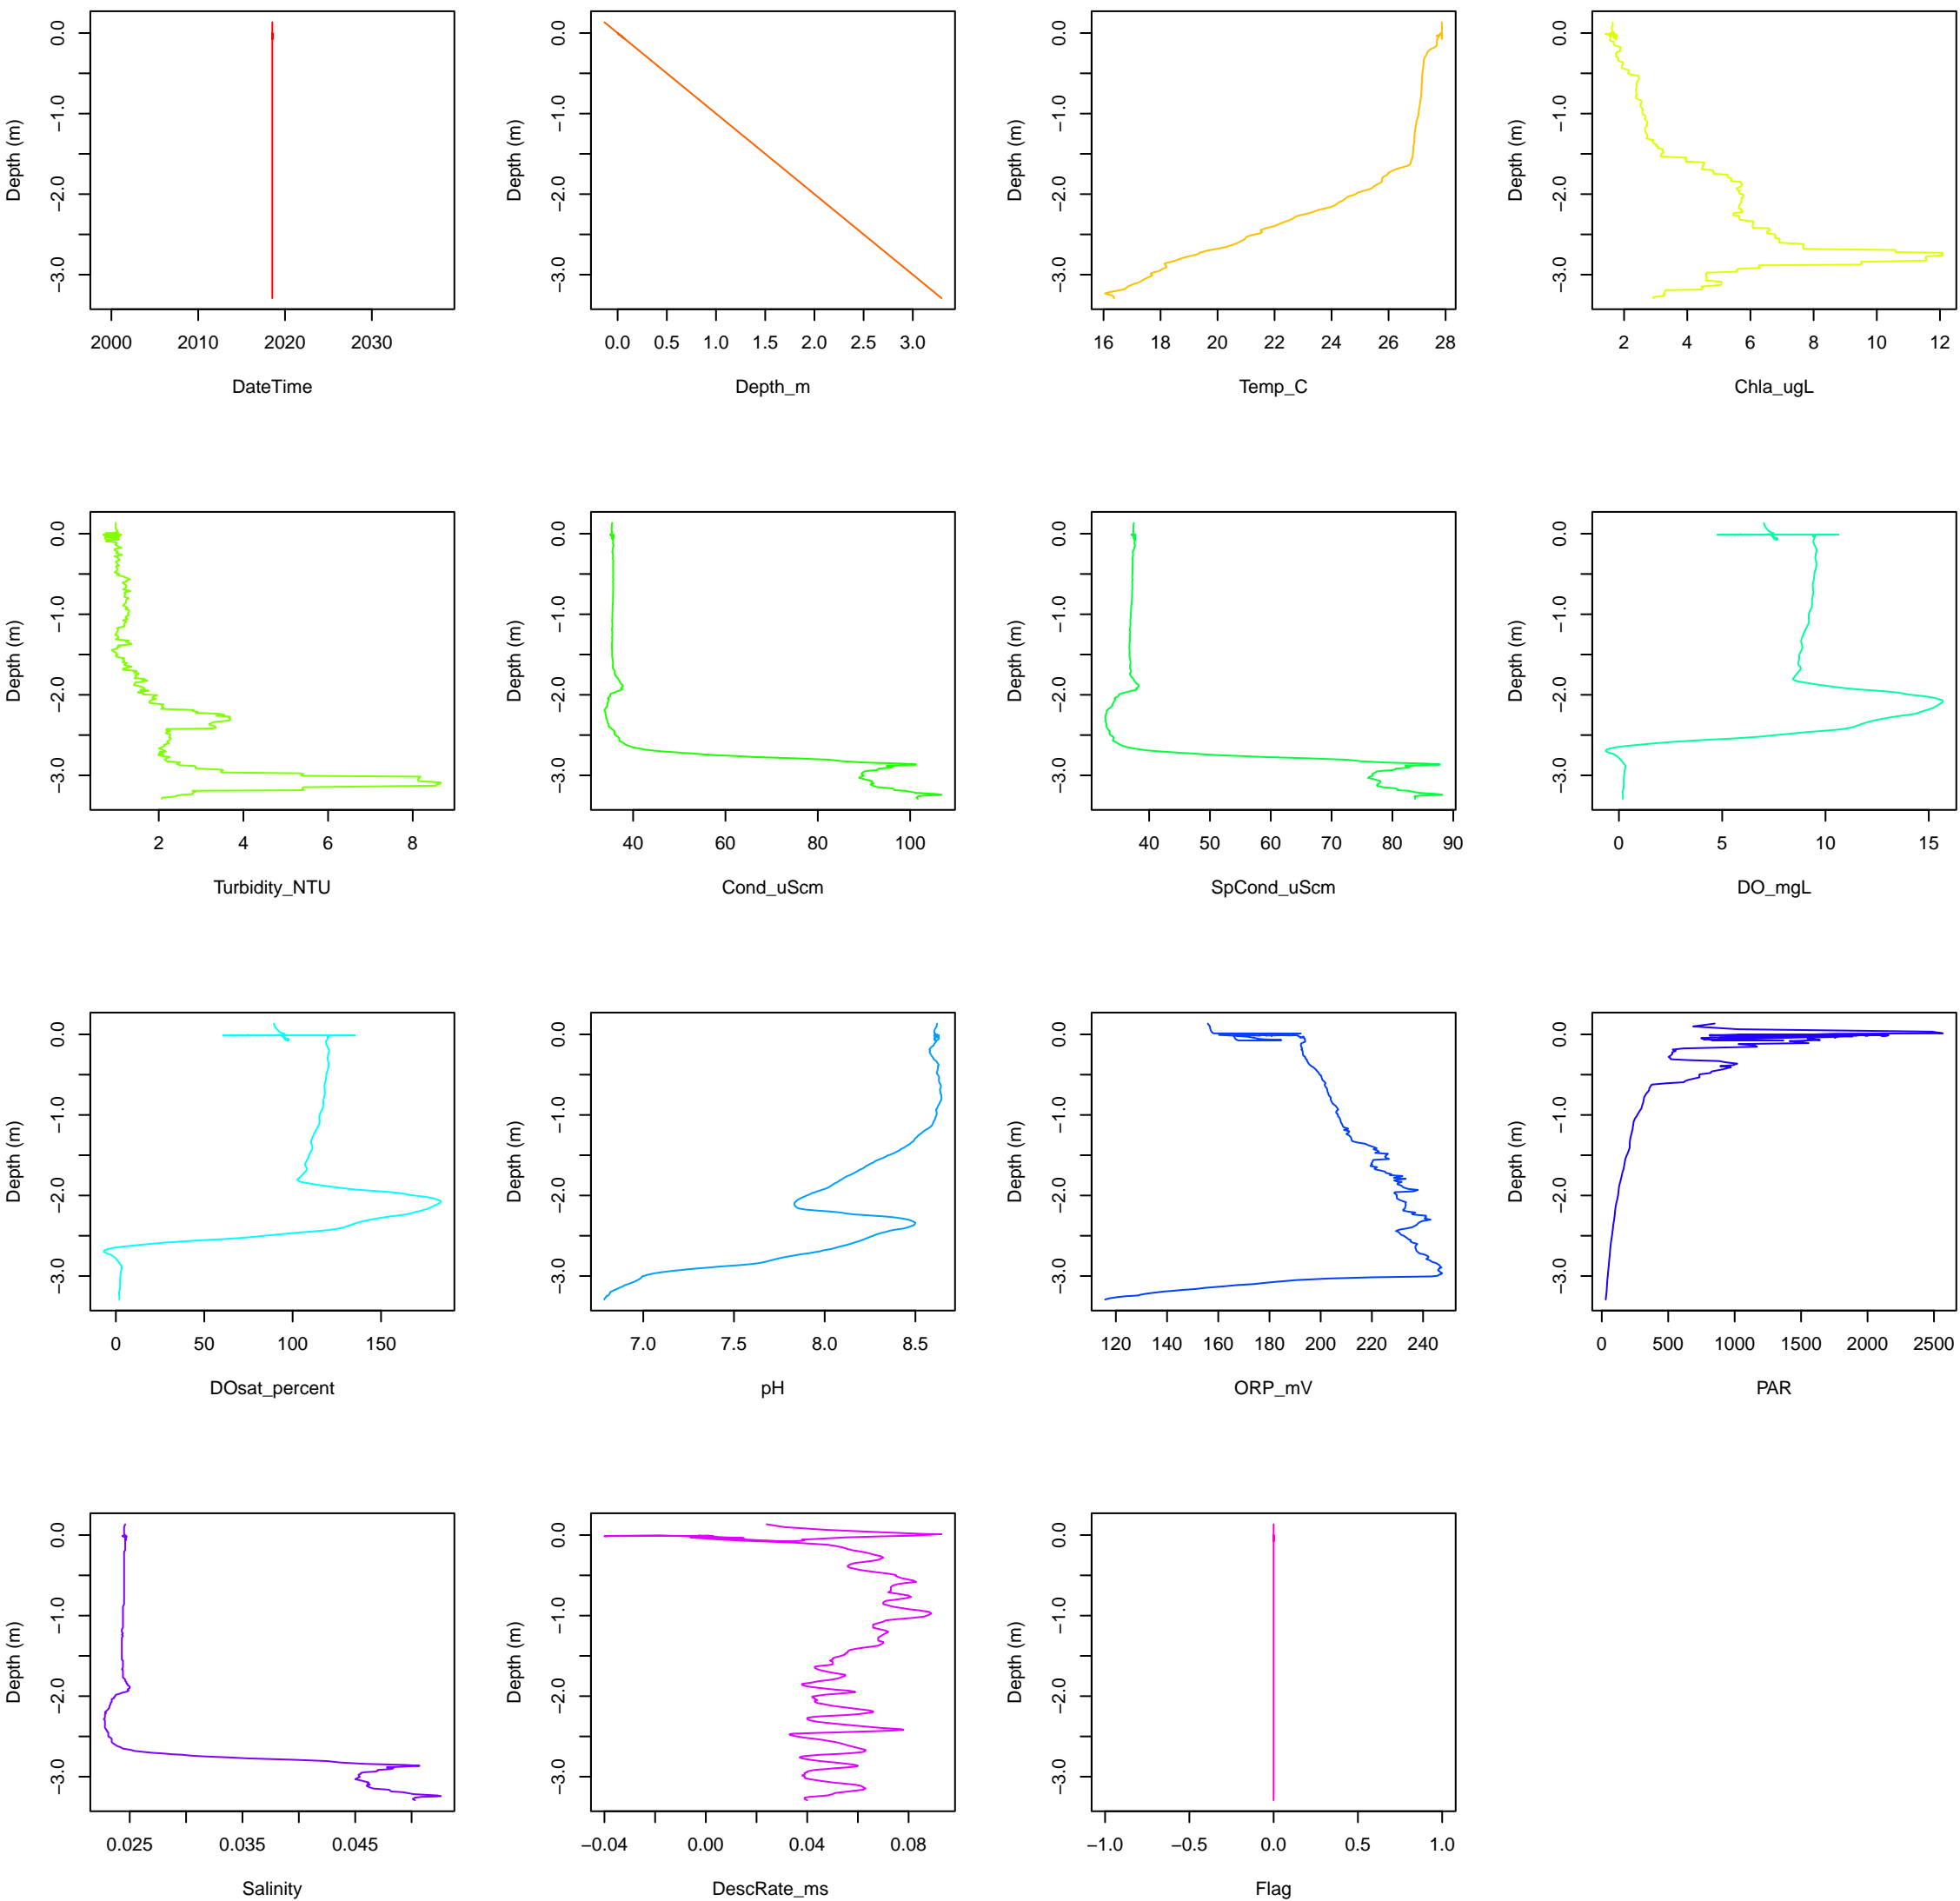 Depth (m)
0.0
−1.0
−2.0
−3.0
2000 2010 2020 2030
DateTime
Depth (m)
0.0
−1.0
−2.0
−3.0
0.0 0.5 1.0 1.5 2.0 2.5 3.0
Depth_m
Depth (m)
0.0
−1.0
−2.0
−3.0
16 18 20 22 24 26 28
Temp_C
Depth (m)
0.0
−1.0
−2.0
−3.0
2 4 6 8 10 12
Chla_ugL
Depth (m)
0.0
−1.0
−2.0
−3.0
2 4 6 8
Turbidity_NTU
Depth (m)
0.0
−1.0
−2.0
−3.0
40 60 80 100
Cond_uScm
Depth (m)
0.0
−1.0
−2.0
−3.0
40 50 60 70 80 90
SpCond_uScm
Depth (m)
0.0
−1.0
−2.0
−3.0
0 5 10 15
DO_mgL
Depth (m)
0.0
−1.0
−2.0
−3.0
0 50 100 150
DOsat_percent
Depth (m)
0.0
−1.0
−2.0
−3.0
7.0 7.5 8.0 8.5
pH
Depth (m)
0.0
−1.0
−2.0
−3.0
120 140 160 180 200 220 240
ORP_mV
Depth (m)
0.0
−1.0
−2.0
−3.0
0 500 1000 1500 2000 2500
PAR
Depth (m)
0.0
−1.0
−2.0
−3.0
0.025 0.035 0.045
Salinity
Depth (m)
0.0
−1.0
−2.0
−3.0
−0.04 0.00 0.04 0.08
DescRate_ms
Depth (m)
0.0
−1.0
−2.0
−3.0
−1.0 −0.5 0.0 0.5 1.0
Flag